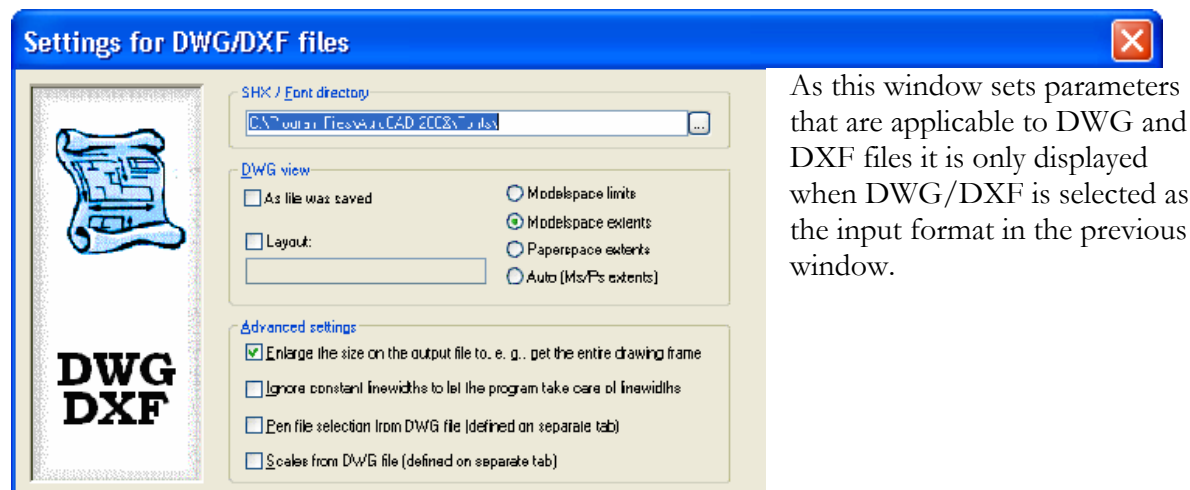 Settings for DWG/DXF files
SHX / Font directory
C:\Program Files\AutoCAD 2008\Fonts\
...
DWG view
As file was saved
Layout:
Modelspace limits
Modelspace extents
Paperspace extents
Auto (Ms/Ps extents)
Advanced settings
Enlarge the size on the output file to, e. g., get the entire drawing frame
Ignore constant linewidths to let the program take care of linewidths
Pen file selection from DWG file (defined on separate tab)
Scales from DWG file (defined on separate tab)
DWG
DXF
As this window sets parameters
that are applicable to DWG and
DXF files it is only displayed
when DWG/DXF is selected as
the input format in the previous
window.